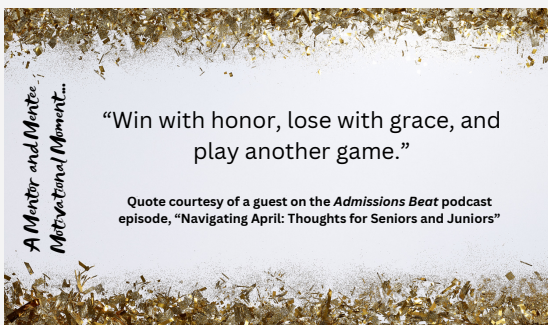 A Mentor and Mentee
Motivational Moment...
“Win with honor, lose with grace, and
play another game.”
Quote courtesy of a guest on the Admissions Beat podcast
episode, “Navigating April: Thoughts for Seniors and Juniors”